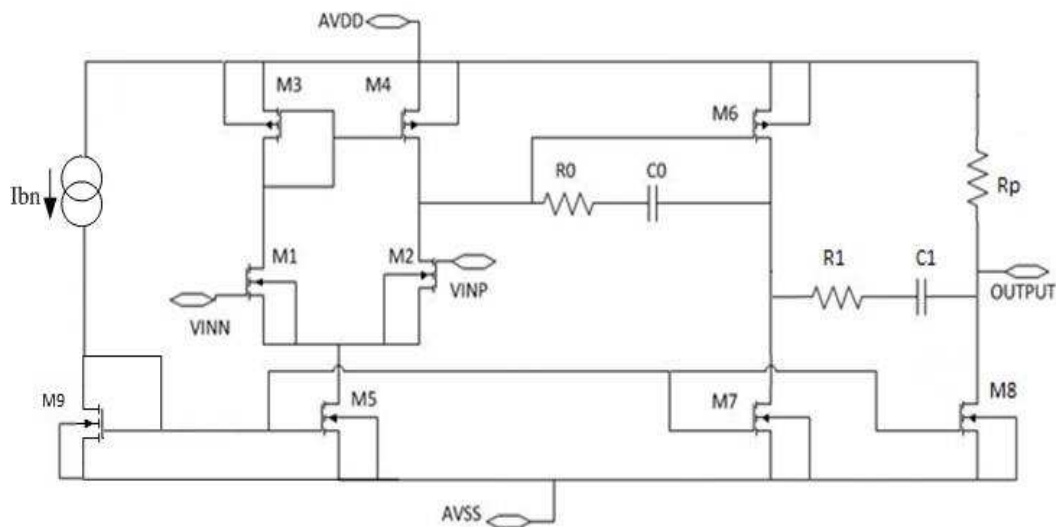 AVDD
M3
M4
M6
R0
C0
Rp
Ibn
M1
M2
VINP
VINN
R1
C1
OUTPUT
M9
M5
M7
M8
AVSS